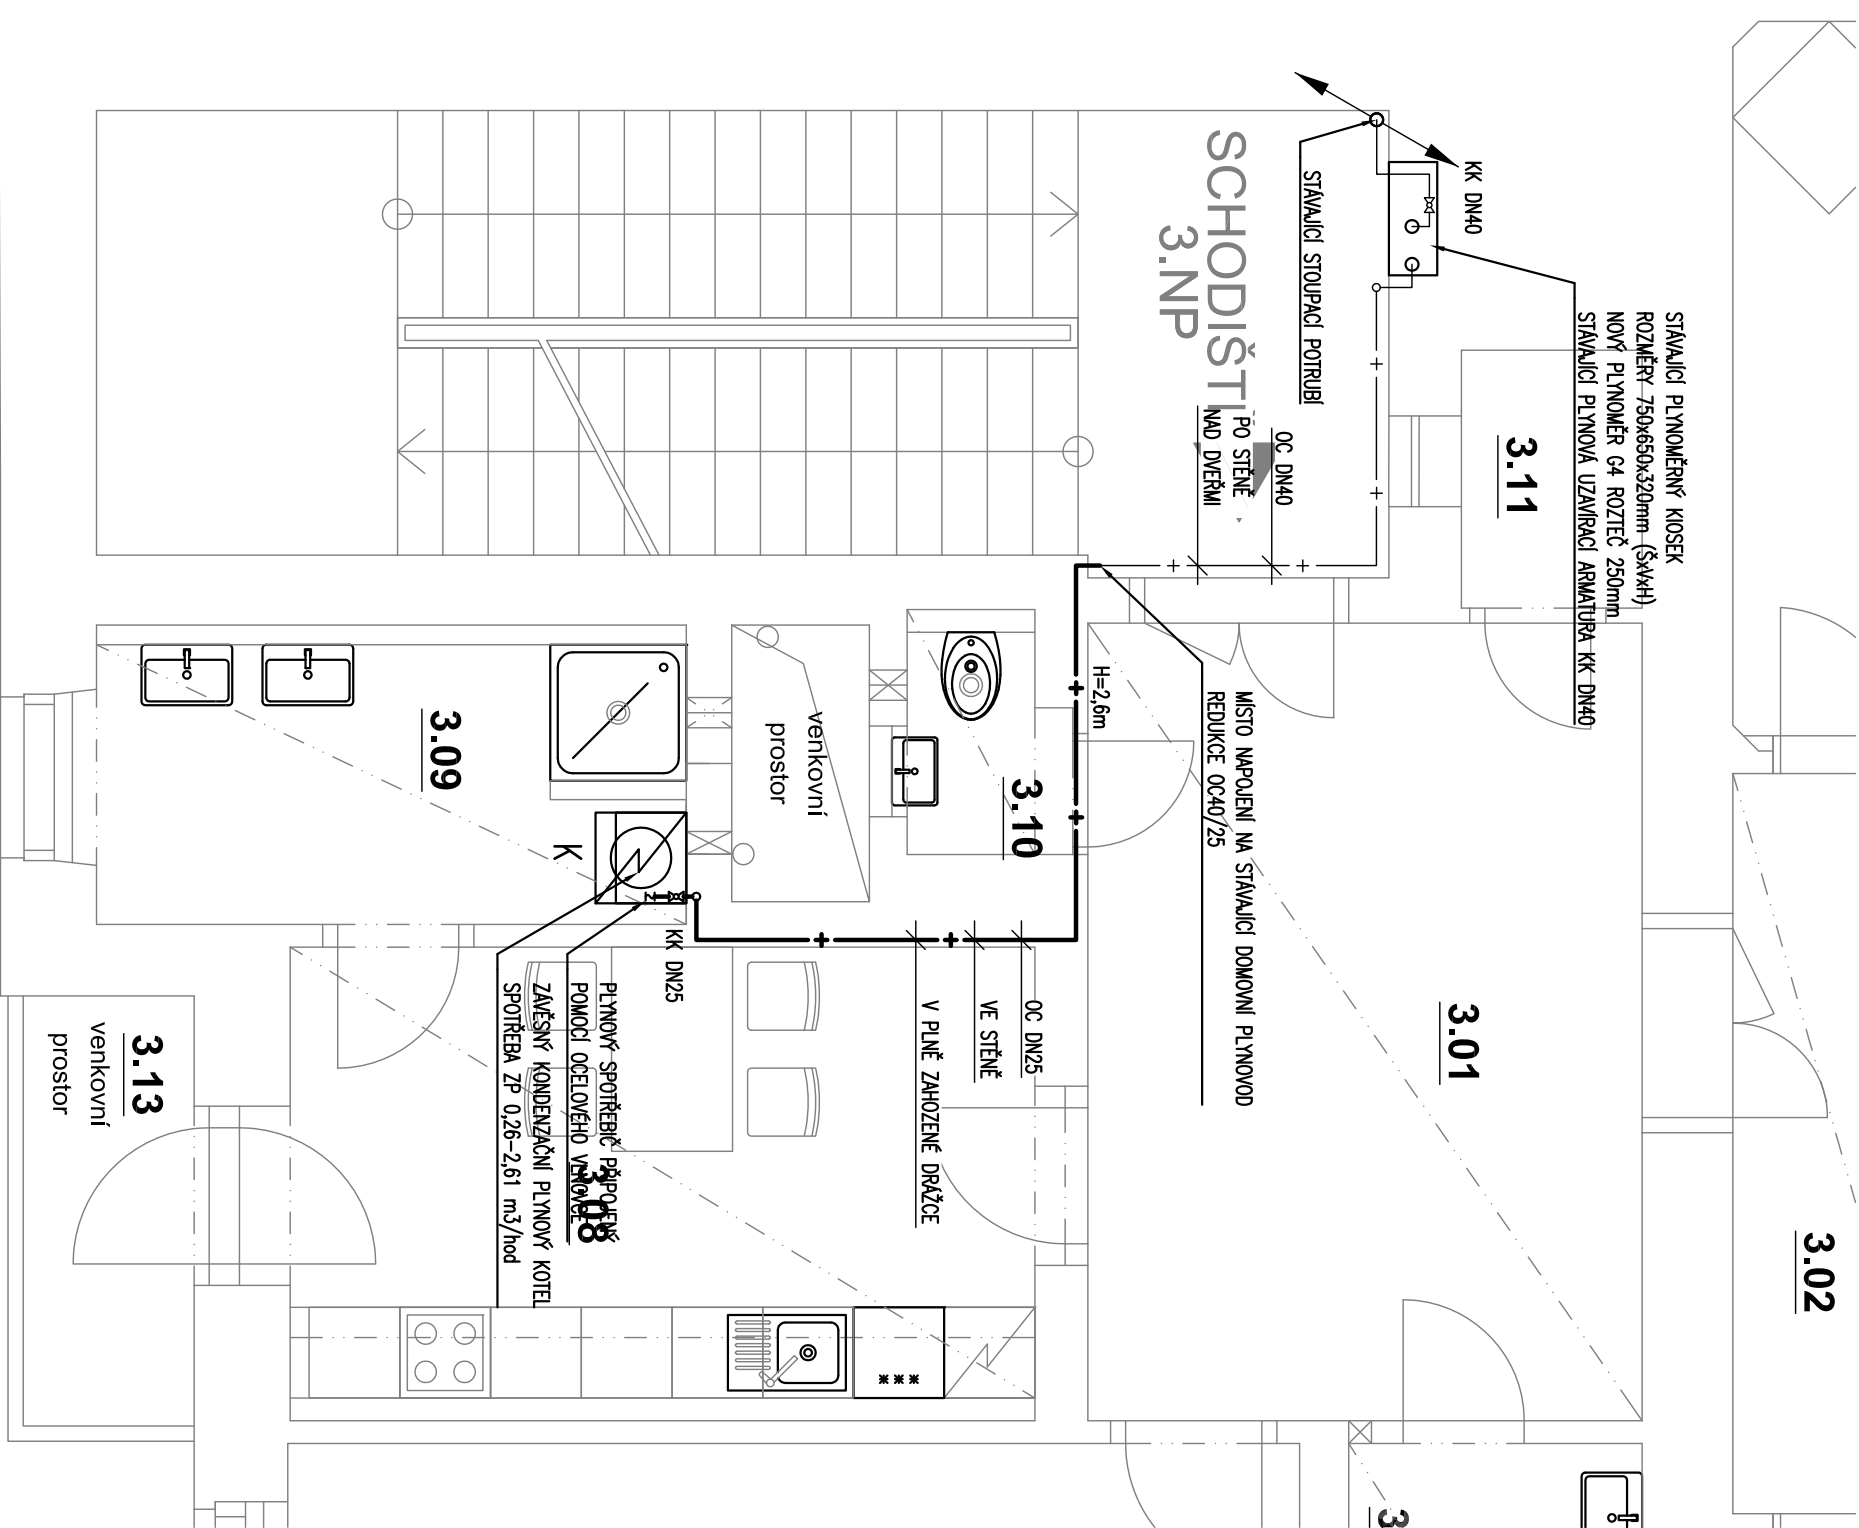 KK DN40
STÁVAJÍCÍ PLYNOMĚRNÝ KIOSEK
ROZMĚRY 750x650x320mm (ŠxVxH)
NOVÝ PLYNOMĚR G4 ROZTEČ 250mm
STÁVAJÍCÍ PLYNOVÁ UZAVÍRACÍ ARMATURA KK DN40
3.11
STÁVAJÍCÍ STOUPACÍ POTRUBÍ
SCHODIŠTI
3.NP
OC DN40
PO STĚNĚ
NAD DVEŘMI
MÍSTO NAPOJENÍ NA STÁVAJÍCÍ DOMOVNÍ PLYNOVOD
REDUKCE OC40/25
H=2,6m
3.10
venkovní
prostor
3.09
K
KK DN25
3.01
3.02
OC DN25
VE STĚNĚ
V PLNĚ ZAHOZENÉ DRÁŽCE
PLYNOVÝ SPOTŘEBIČ PŘIPOJENÝ
POMOCÍ OCELOVÉHO VLNOVCE
3.08
ZÁVĚSNÝ KONDENZAČNÍ PLYNOVÝ KOTEL
SPOTŘEBA ZP 0,26-2,61 m3/hod
3.13
venkovní
prostor
***
3